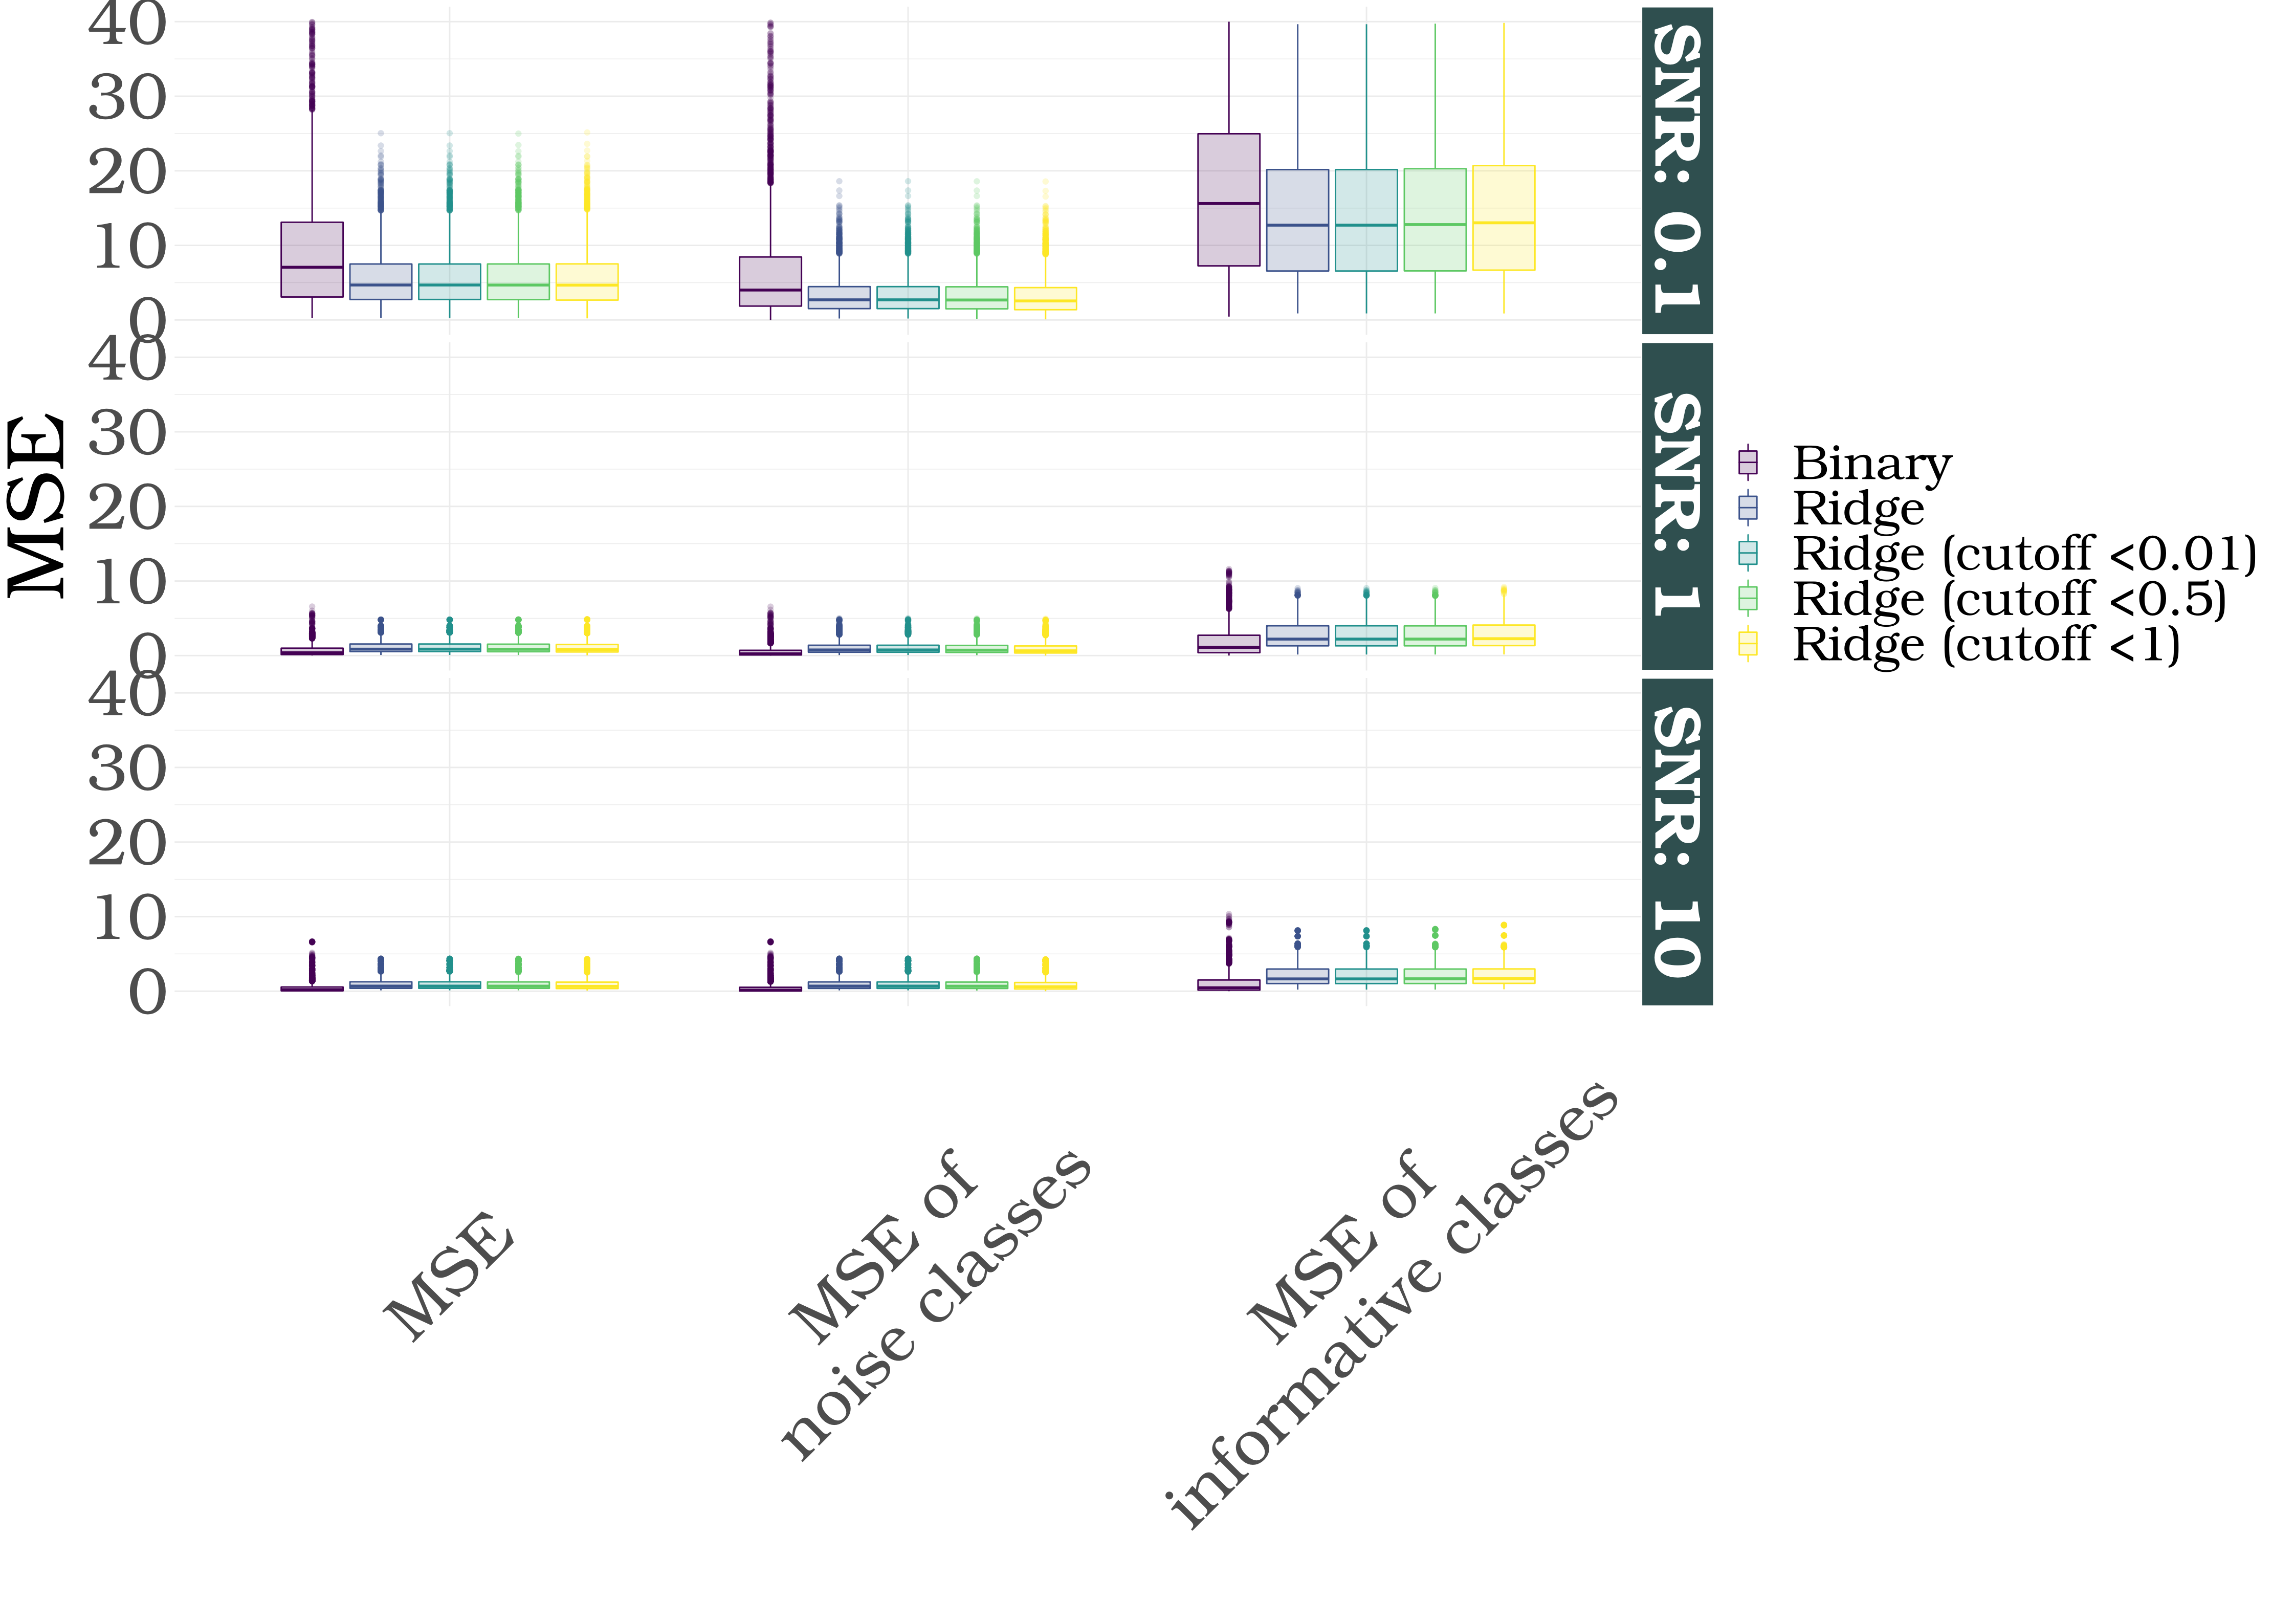 MSE
40
30
20
10
0
SNR: 0.1
40
30
20
10
0
SNR: 1
40
30
20
10
0
SNR: 10
MSE
MSE of
noise classes
MSE of
informative classes
Binary
Ridge
Ridge (cutoff <0.01)
Ridge (cutoff <0.5)
Ridge (cutoff <1)